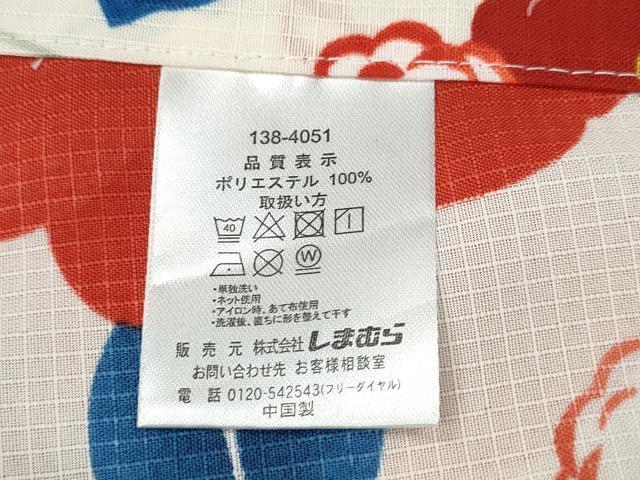 138-4051
品質表示
ポリエステル 100%
取扱い方
40
W
・単独洗い
・ネット使用
・アイロン時、あて布使用
・洗濯後、直ちに形を整えて干す
販売元 株式会社しまむら
お問い合わせ先 お客様相談室
電話 0120-542543(フリーダイヤル)
中国製